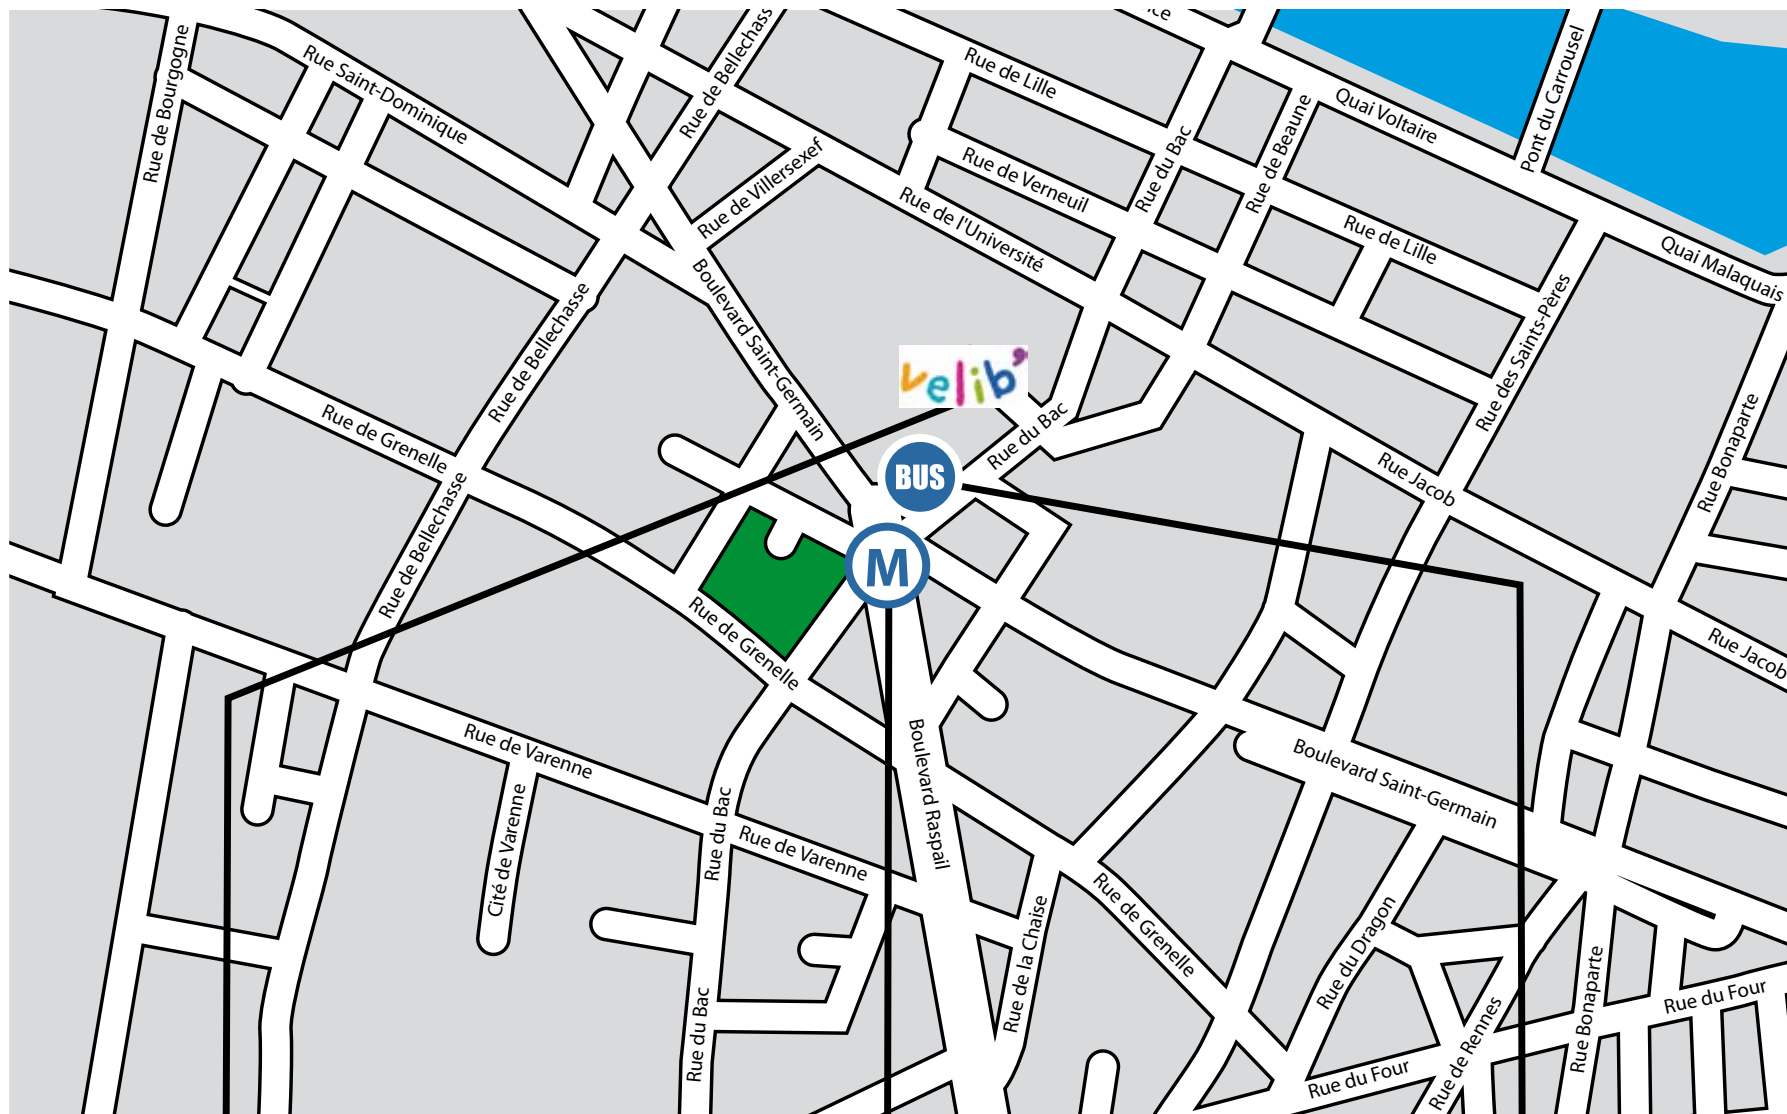 Rue de Bourgogne
Rue Saint-Dominique
Rue de Bellechass
Rue de Villersexef
Rue de Lille
Rue de Verneuil
Rue de l'Université
Rue du Bac
Rue de Beaune
Quai Voltaire
Pont du Carrousel
Rue de Lille
Quai Malaquais
Rue des Saints-Pères
Rue Bonaparte
Boulevard Saint-Germain
Rue de Bellechasse
Rue de Grenelle
velib'
Rue du Bac
BUS
M
Rue Jacob
Rue de Bellechasse
Rue de Grenelle
Rue Jacob
Rue de Varenne
Cité de Varenne
Rue du Bac
Rue de Varenne
Boulevard Raspail
Boulevard Saint-Germain
Rue de la Chaise
Rue de Grenelle
Rue du Dragon
Rue du Bac
Rue du Four
Rue de Rennes
Rue Bonaparte
Rue du Four